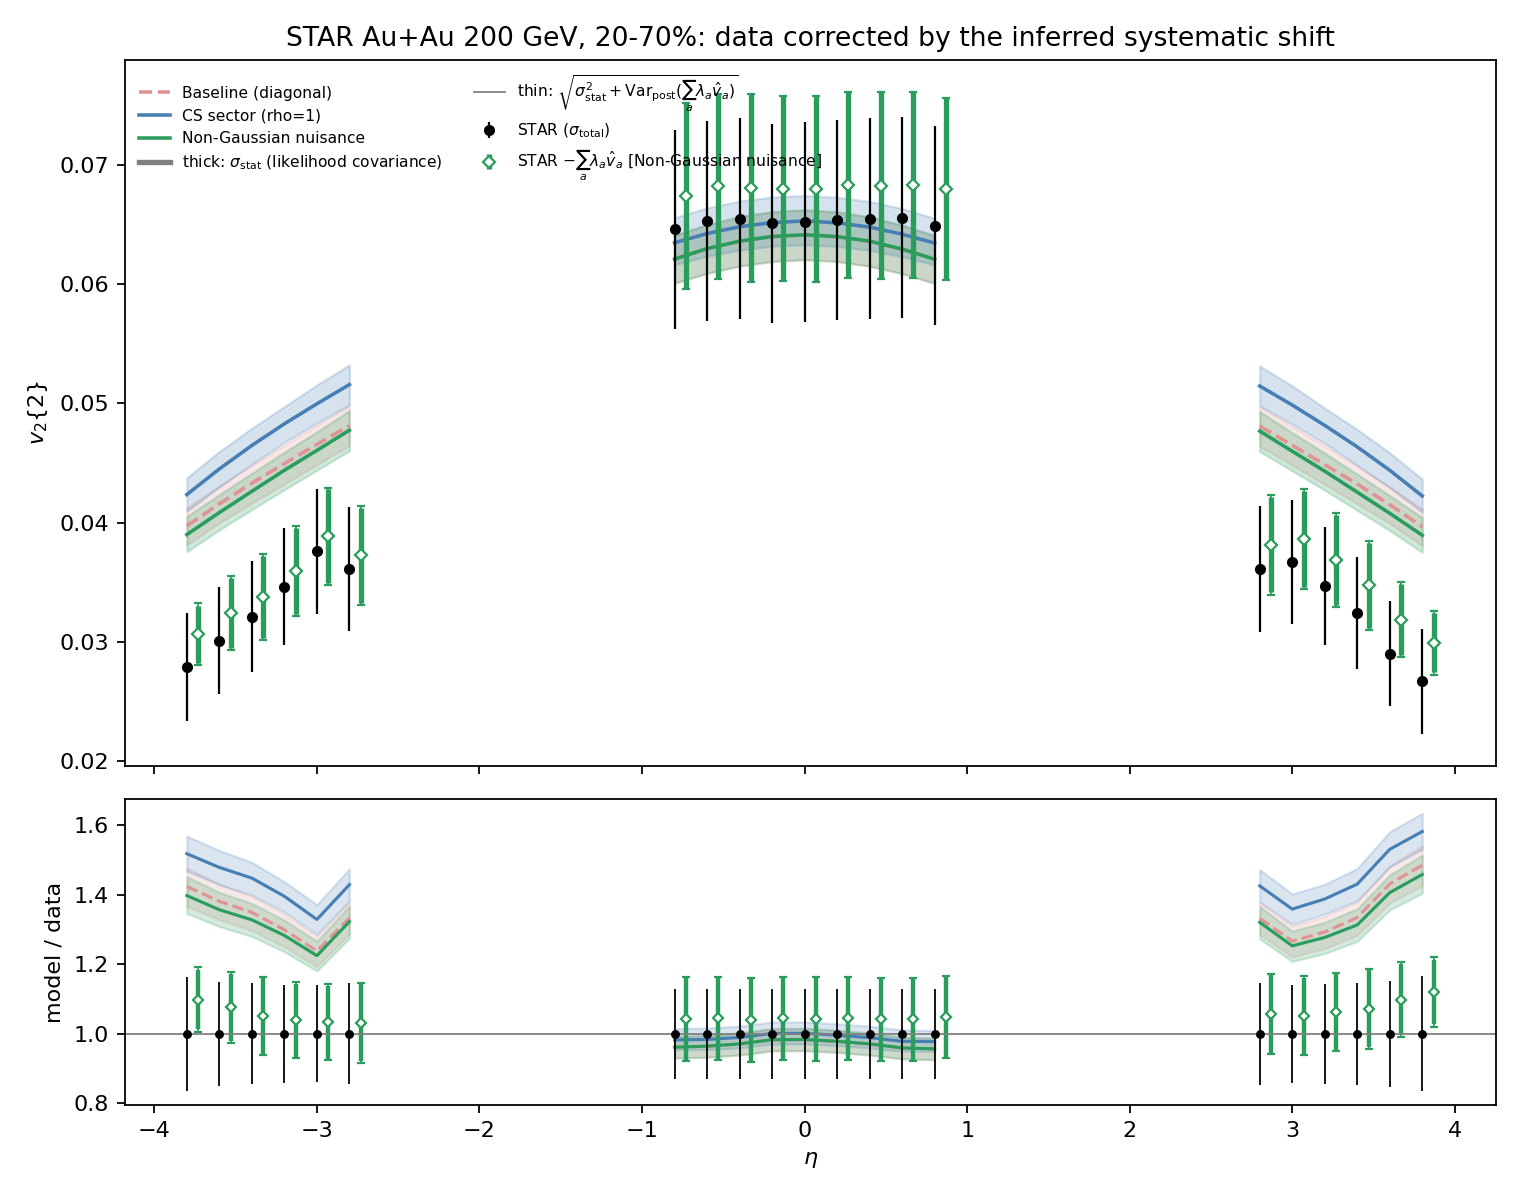 STAR Au+Au 200 GeV, 20-70%: data corrected by the inferred systematic shift
Baseline (diagonal)
CS sector (rho=1)
Non-Gaussian nuisance
thick: σ_stat (likelihood covariance)
thin: √(σ²_stat + Var_post(∑_a λ_a v̂_a))
STAR (σ_total)
STAR −∑_a λ_a v̂_a [Non-Gaussian nuisance]
v₂{2}
0.07
0.06
0.05
0.04
0.03
0.02
model / data
1.6
1.4
1.2
1.0
0.8
−4 −3 −2 −1 0 1 2 3 4
η